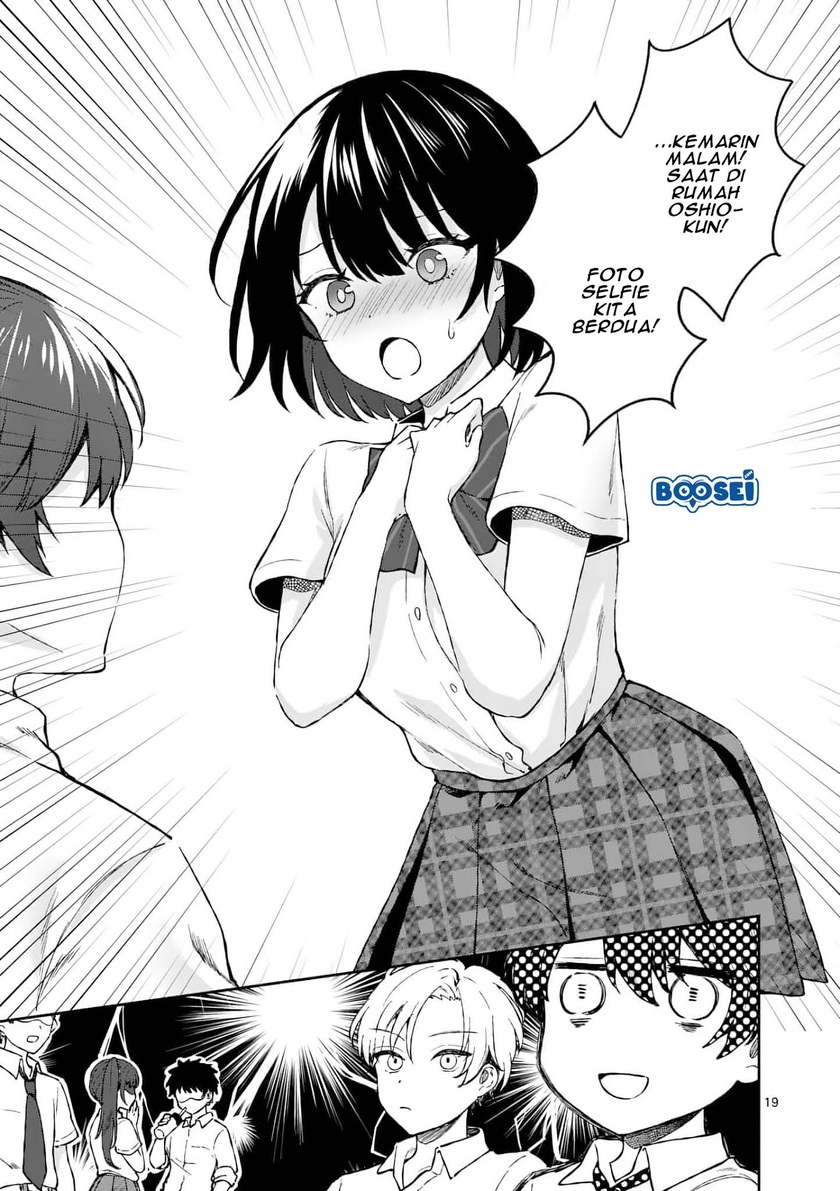 ...KEMARIN
MALAM!
SAAT DI
RUMAH
OSHIO-
KUN!
FOTO
SELFIE
KITA
BERDUA!
BOOSEI
19